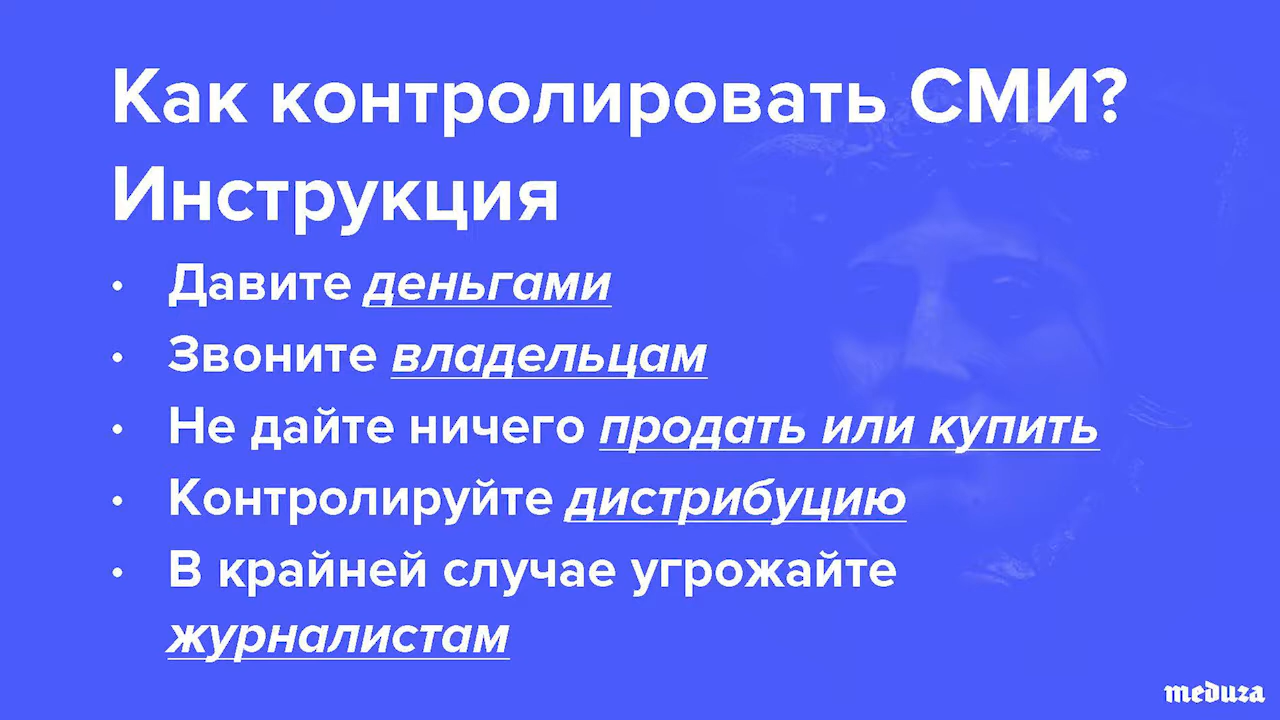 Как контролировать СМИ?
Инструкция
• Давите деньгами
• Звоните владельцам
• Не дайте ничего продать или купить
• Контролируйте дистрибуцию
• В крайней случае угрожайте
журналистам
meduza